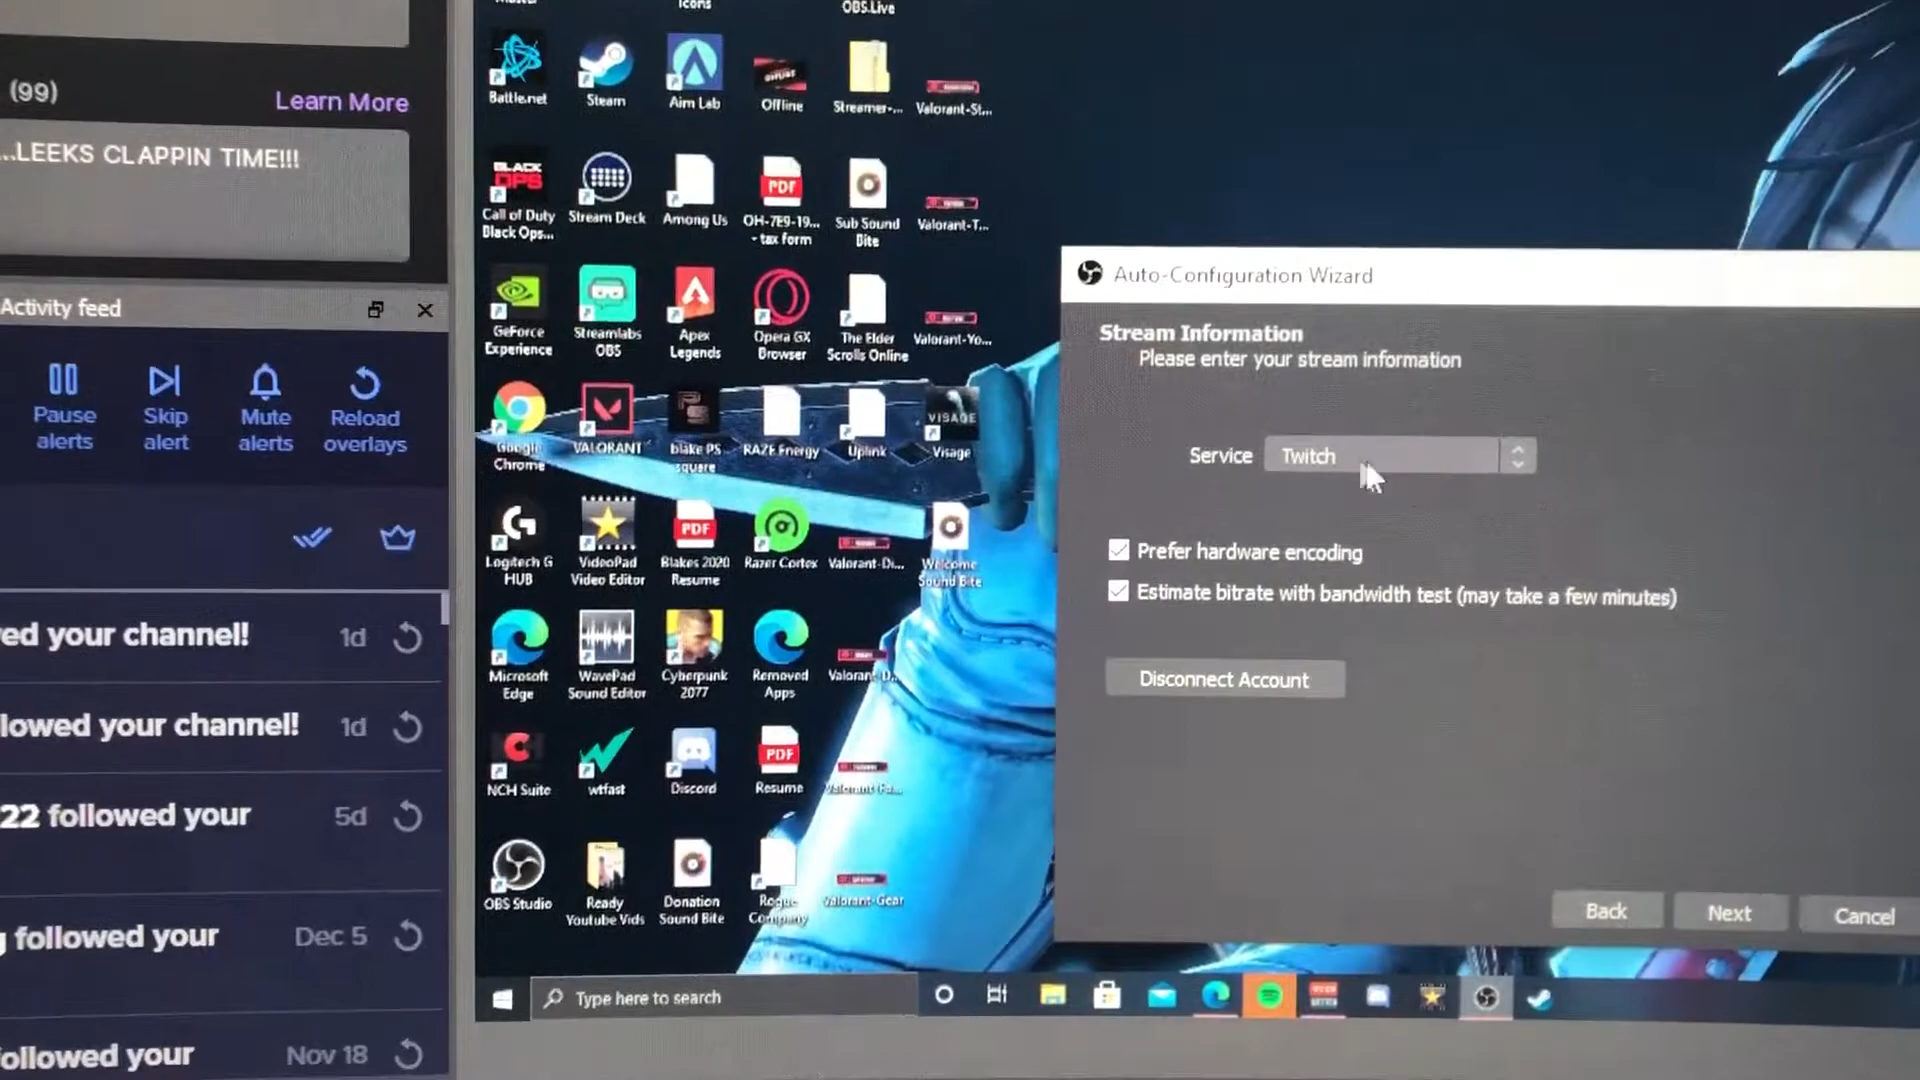 (99)
Learn More
...LEEKS CLAPPIN TIME!!!
Activity feed
Pause alerts
Skip alert
Mute alerts
Reload overlays
ed your channel!
1d
lowed your channel!
1d
22 followed your
5d
followed your
Dec 5
ollowed your
Nov 18
Icons
OBS.Live
Battle.net
Steam
Aim Lab
Offline
Streamer-...
Valorant-St...
BLACK OPS
Call of Duty Black Ops...
Stream Deck
Among Us
PDF
OH-7E9-19... - tax form
Sub Sound Bite
Valorant-T...
GeForce Experience
Streamlabs OBS
Apex Legends
Opera GX Browser
The Elder Scrolls Online
Valorant-Yo...
Google Chrome
VALORANT
blake PS square
RAZE Energy
Uplink
VISAGE
Visage
Logitech G HUB
VideoPad Video Editor
PDF
Blakes 2020 Resume
Razer Cortex
Valorant-Di...
Welcome Sound Bite
Microsoft Edge
WavePad Sound Editor
Cyberpunk 2077
Removed Apps
Valorant-D...
NCH Suite
wtfast
Discord
PDF
Resume
Valorant-Fa...
OBS Studio
Ready Youtube Vids
Donation Sound Bite
Rogue Company
Valorant-Gear
Type here to search
Auto-Configuration Wizard
Stream Information
Please enter your stream information
Service
Twitch
Prefer hardware encoding
Estimate bitrate with bandwidth test (may take a few minutes)
Disconnect Account
Back
Next
Cancel